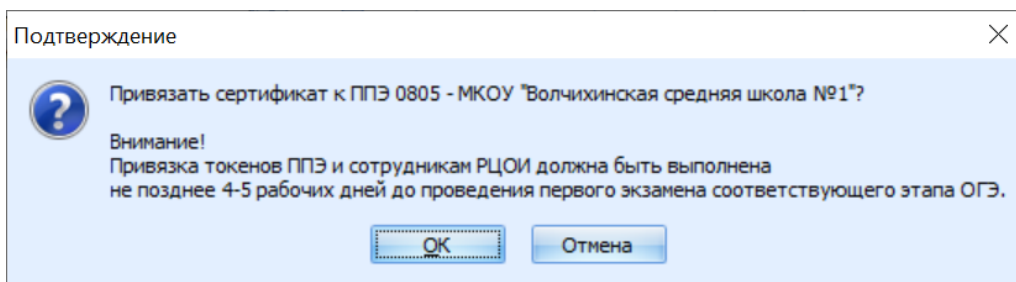 Подтверждение
Привязать сертификат к ППЭ 0805 - МКОУ "Волчихинская средняя школа №1"?
Внимание!
Привязка токенов ППЭ и сотрудникам РЦОИ должна быть выполнена
не позднее 4-5 рабочих дней до проведения первого экзамена соответствующего этапа ОГЭ.
OK Отмена